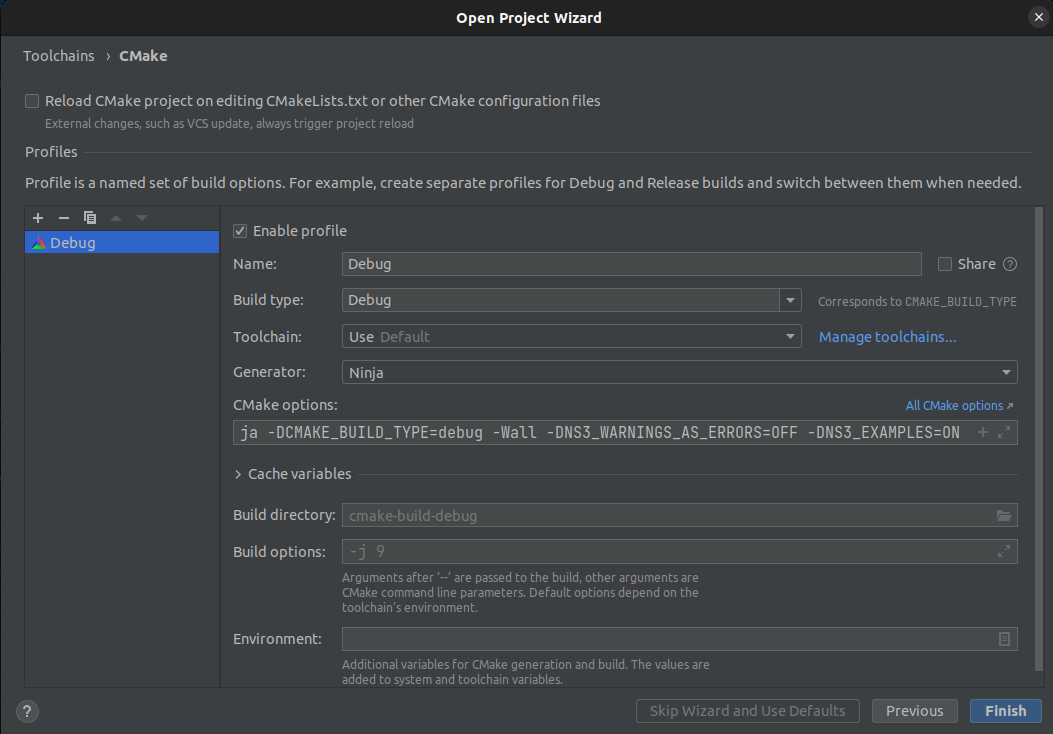 Open Project Wizard
Toolchains › CMake
Reload CMake project on editing CMakeLists.txt or other CMake configuration files
External changes, such as VCS update, always trigger project reload
Profiles
Profile is a named set of build options. For example, create separate profiles for Debug and Release builds and switch between them when needed.
Debug
Enable profile
Name: Debug Share ?
Build type: Debug Corresponds to CMAKE_BUILD_TYPE
Toolchain: Use Default Manage toolchains...
Generator: Ninja
CMake options: All CMake options ↗
ja -DCMAKE_BUILD_TYPE=debug -Wall -DNS3_WARNINGS_AS_ERRORS=OFF -DNS3_EXAMPLES=ON
Cache variables
Build directory: cmake-build-debug
Build options: -j 9
Arguments after '--' are passed to the build, other arguments are
CMake command line parameters. Default options depend on the
toolchain's environment.
Environment:
Additional variables for CMake generation and build. The values are
added to system and toolchain variables.
? Skip Wizard and Use Defaults Previous Finish